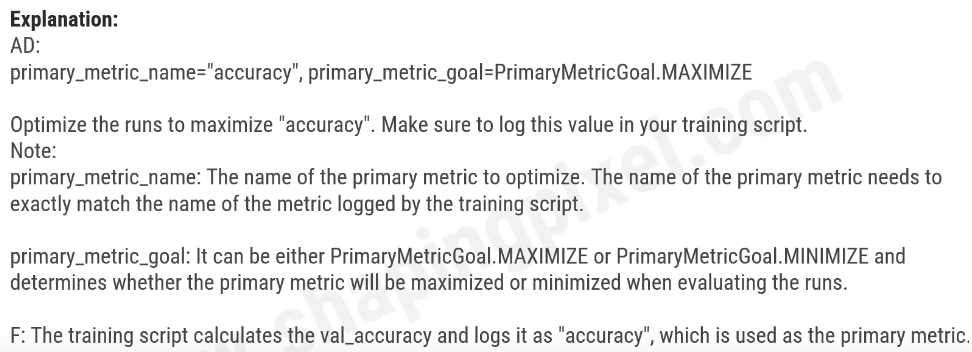 Explanation:
AD:
primary_metric_name="accuracy", primary_metric_goal=PrimaryMetricGoal.MAXIMIZE
Optimize the runs to maximize "accuracy". Make sure to log this value in your training script.
Note:
primary_metric_name: The name of the primary metric to optimize. The name of the primary metric needs to
exactly match the name of the metric logged by the training script.
primary_metric_goal: It can be either PrimaryMetricGoal.MAXIMIZE or PrimaryMetricGoal.MINIMIZE and
determines whether the primary metric will be maximized or minimized when evaluating the runs.
F: The training script calculates the val_accuracy and logs it as "accuracy", which is used as the primary metric.
shapingpixel.com